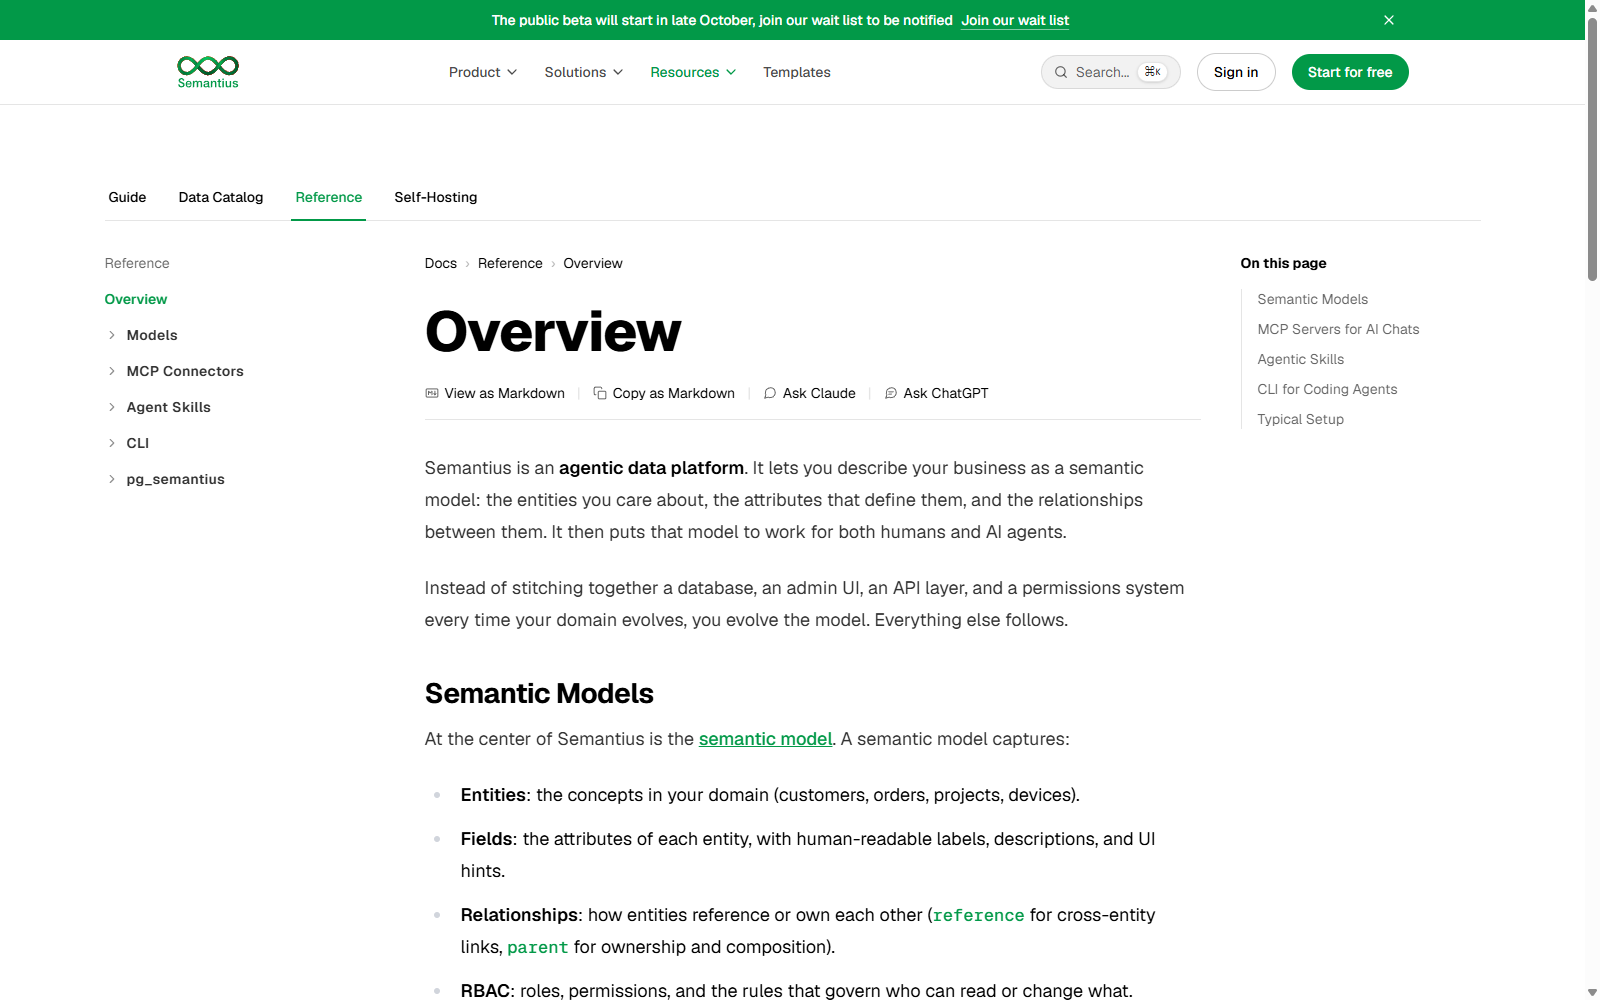 The public beta will start in late October, join our wait list to be notified Join our wait list
Semantius
Product
Solutions
Resources
Templates
Search... ⌘K
Sign in
Start for free
Guide
Data Catalog
Reference
Self-Hosting
Reference
Overview
Models
MCP Connectors
Agent Skills
CLI
pg_semantius
Docs › Reference › Overview
Overview
View as Markdown
Copy as Markdown
Ask Claude
Ask ChatGPT
Semantius is an agentic data platform. It lets you describe your business as a semantic
model: the entities you care about, the attributes that define them, and the relationships
between them. It then puts that model to work for both humans and AI agents.
Instead of stitching together a database, an admin UI, an API layer, and a permissions system
every time your domain evolves, you evolve the model. Everything else follows.
Semantic Models
At the center of Semantius is the semantic model. A semantic model captures:
Entities: the concepts in your domain (customers, orders, projects, devices).
Fields: the attributes of each entity, with human-readable labels, descriptions, and UI
hints.
Relationships: how entities reference or own each other (reference for cross-entity
links, parent for ownership and composition).
RBAC: roles, permissions, and the rules that govern who can read or change what.
On this page
Semantic Models
MCP Servers for AI Chats
Agentic Skills
CLI for Coding Agents
Typical Setup